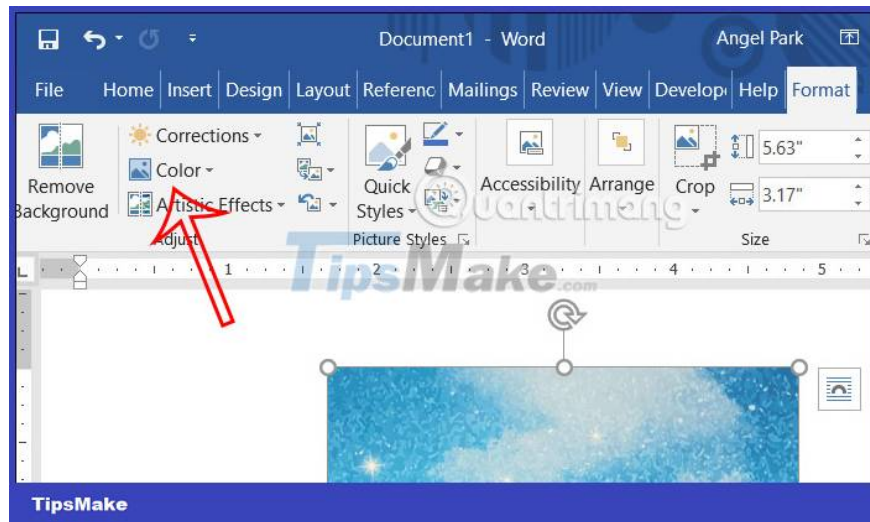 Document1 - Word Angel Park
File Home Insert Design Layout Referenc Mailings Review View Develop Help Format
Corrections
Color
Artistic Effects
Remove
Background
Adjust
Quick
Styles
Picture Styles
Accessibility
Arrange
Crop
5.63"
3.17"
Size
Quantrimang
TipsMake.com
1 2 3 4 5
TipsMake